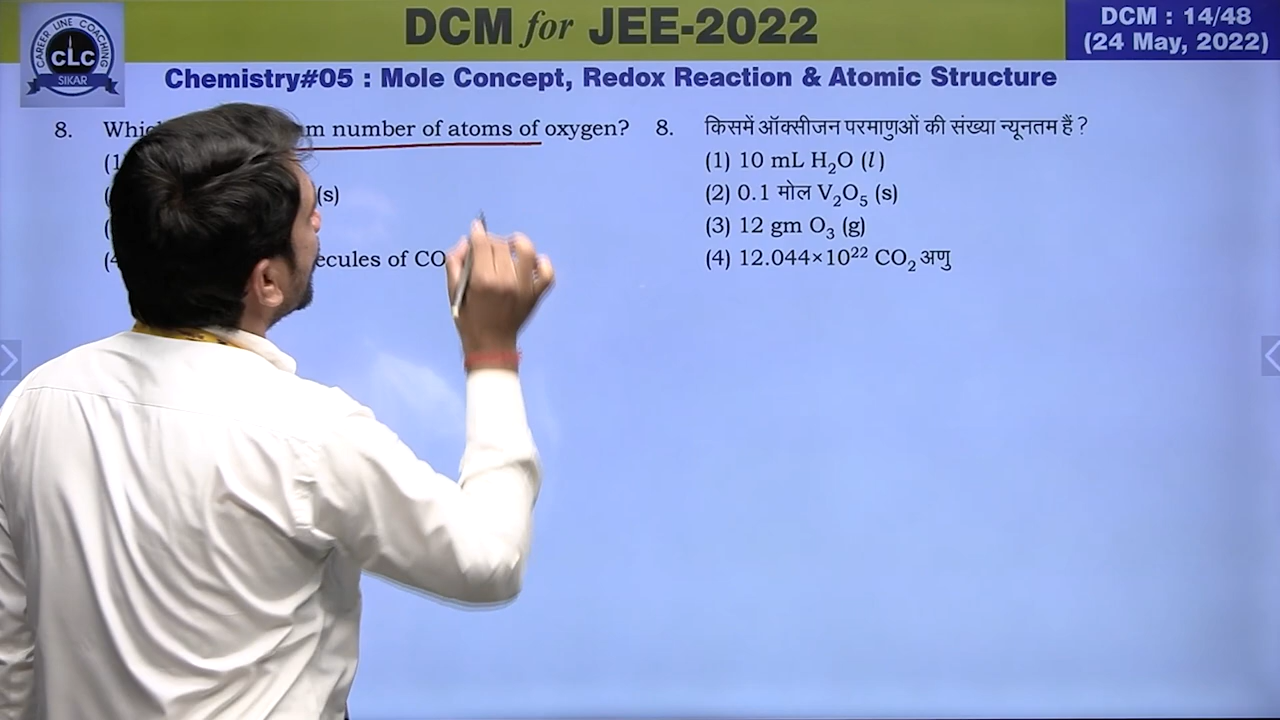 DCM for JEE-2022
DCM : 14/48
(24 May, 2022)
CAREER LINE COACHING
CLC
SIKAR
Chemistry#05 : Mole Concept, Redox Reaction & Atomic Structure
8. number of atoms of oxygen?
(s)
of CO
8. किसमें ऑक्सीजन परमाणुओं की संख्या न्यूनतम हैं ?
(1) 10 mL H₂O (l)
(2) 0.1 मोल V₂O₅ (s)
(3) 12 gm O₃ (g)
(4) 12.044×10²² CO₂ अणु